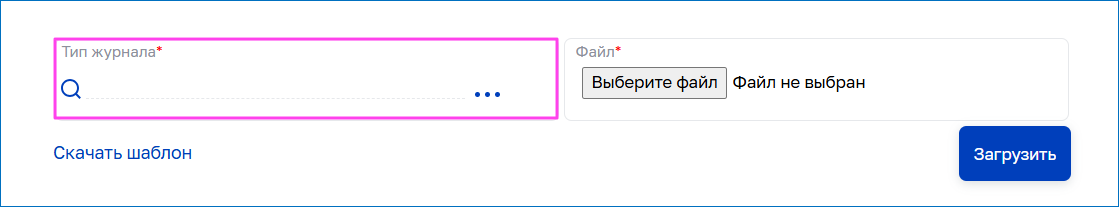 Тип журнала*
Файл*
Выберите файл Файл не выбран
Скачать шаблон
Загрузить